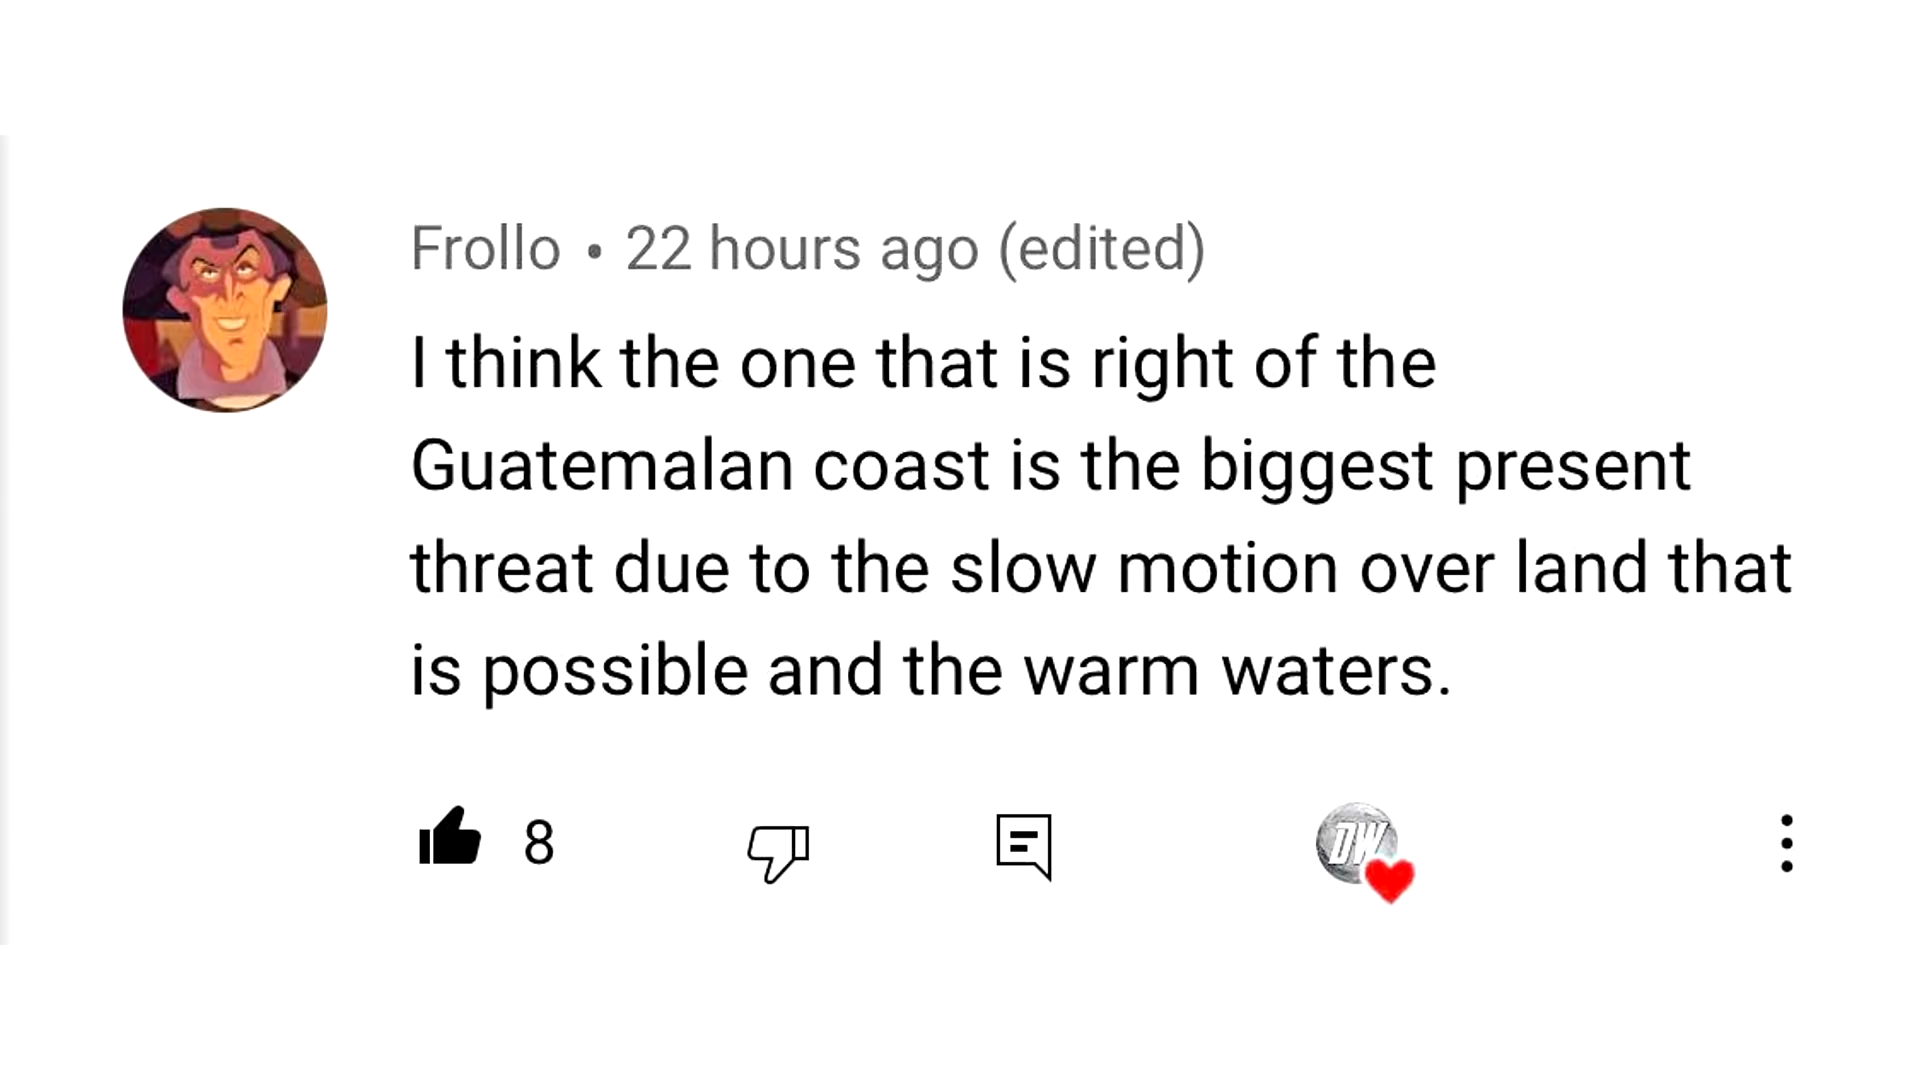 Frollo • 22 hours ago (edited)
I think the one that is right of the
Guatemalan coast is the biggest present
threat due to the slow motion over land that
is possible and the warm waters.
8
DW